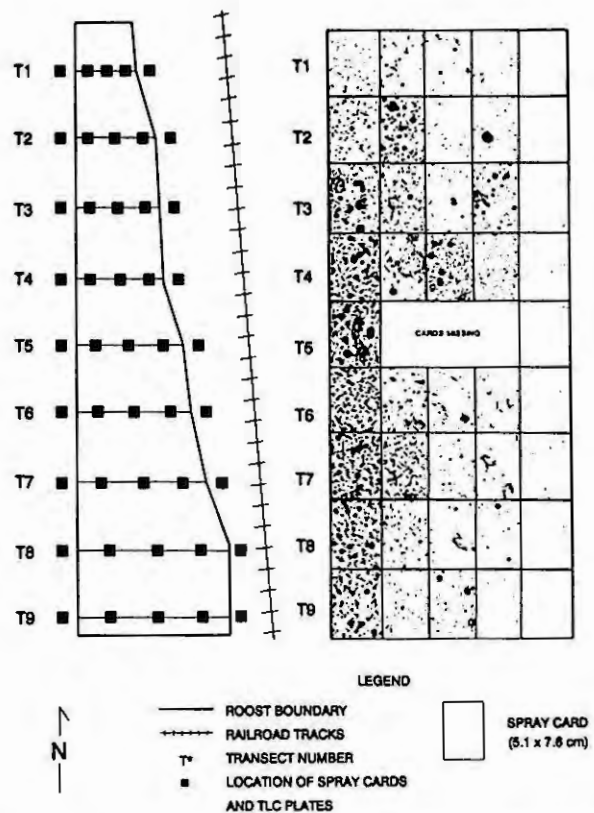 T1
T2
T3
T4
T5
T6
T7
T8
T9
T1
T2
T3
T4
T5
CARDS MISSING
T6
T7
T8
T9
LEGEND
N
ROOST BOUNDARY
RAILROAD TRACKS
T* TRANSECT NUMBER
LOCATION OF SPRAY CARDS
AND TLC PLATES
SPRAY CARD
(5.1 x 7.6 cm)